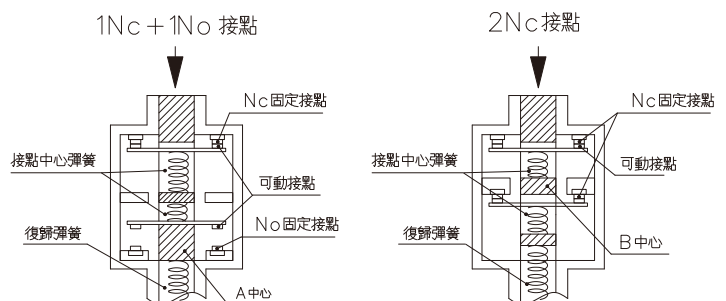 1Nc+1No 接點
Nc固定接點
接點中心彈簧
可動接點
No固定接點
復歸彈簧
A中心
2Nc接點
Nc固定接點
接點中心彈簧
可動接點
復歸彈簧
B中心